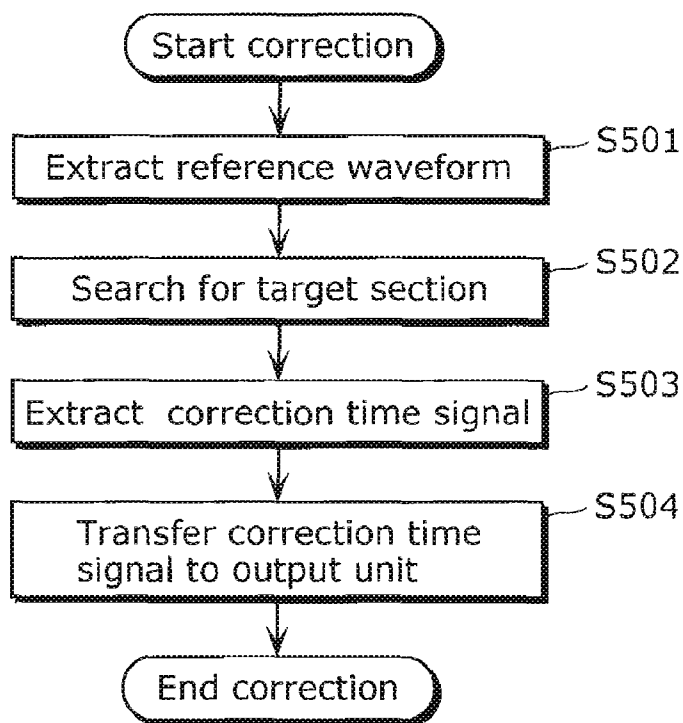 Start correction
S501
Extract reference waveform
S502
Search for target section
S503
Extract correction time signal
S504
Transfer correction time
signal to output unit
End correction